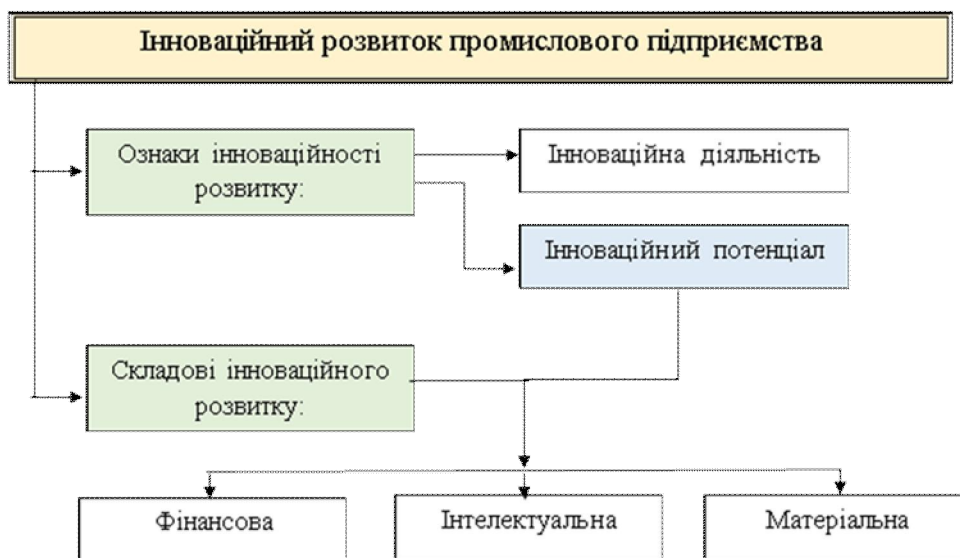 Інноваційний розвиток промислового підприємства
Ознаки інноваційності
розвитку:
Інноваційна діяльність
Інноваційний потенціал
Складові інноваційного
розвитку:
Фінансова
Інтелектуальна
Матеріальна